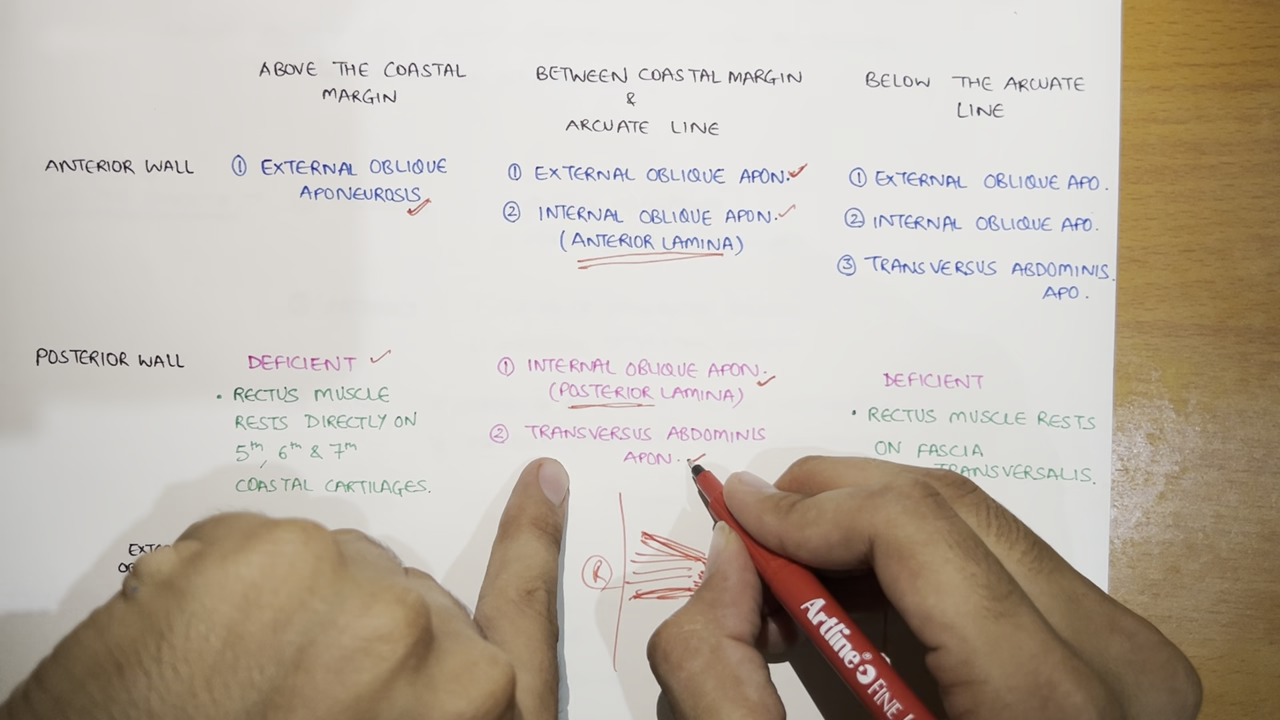 ABOVE THE COASTAL
MARGIN
BETWEEN COASTAL MARGIN
&
ARCUATE LINE
BELOW THE ARCUATE
LINE
ANTERIOR WALL
① EXTERNAL OBLIQUE
APONEUROSIS
① EXTERNAL OBLIQUE APON.
② INTERNAL OBLIQUE APON.
(ANTERIOR LAMINA)
① EXTERNAL OBLIQUE APO.
② INTERNAL OBLIQUE APO.
③ TRANSVERSUS ABDOMINIS.
APO.
POSTERIOR WALL
DEFICIENT
• RECTUS MUSCLE
RESTS DIRECTLY ON
5th, 6th & 7th
COASTAL CARTILAGES.
① INTERNAL OBLIQUE APON.
(POSTERIOR LAMINA)
② TRANSVERSUS ABDOMINIS
APON.
DEFICIENT
• RECTUS MUSCLE RESTS
ON FASCIA
TRANSVERSALIS.
R
Artline FINE